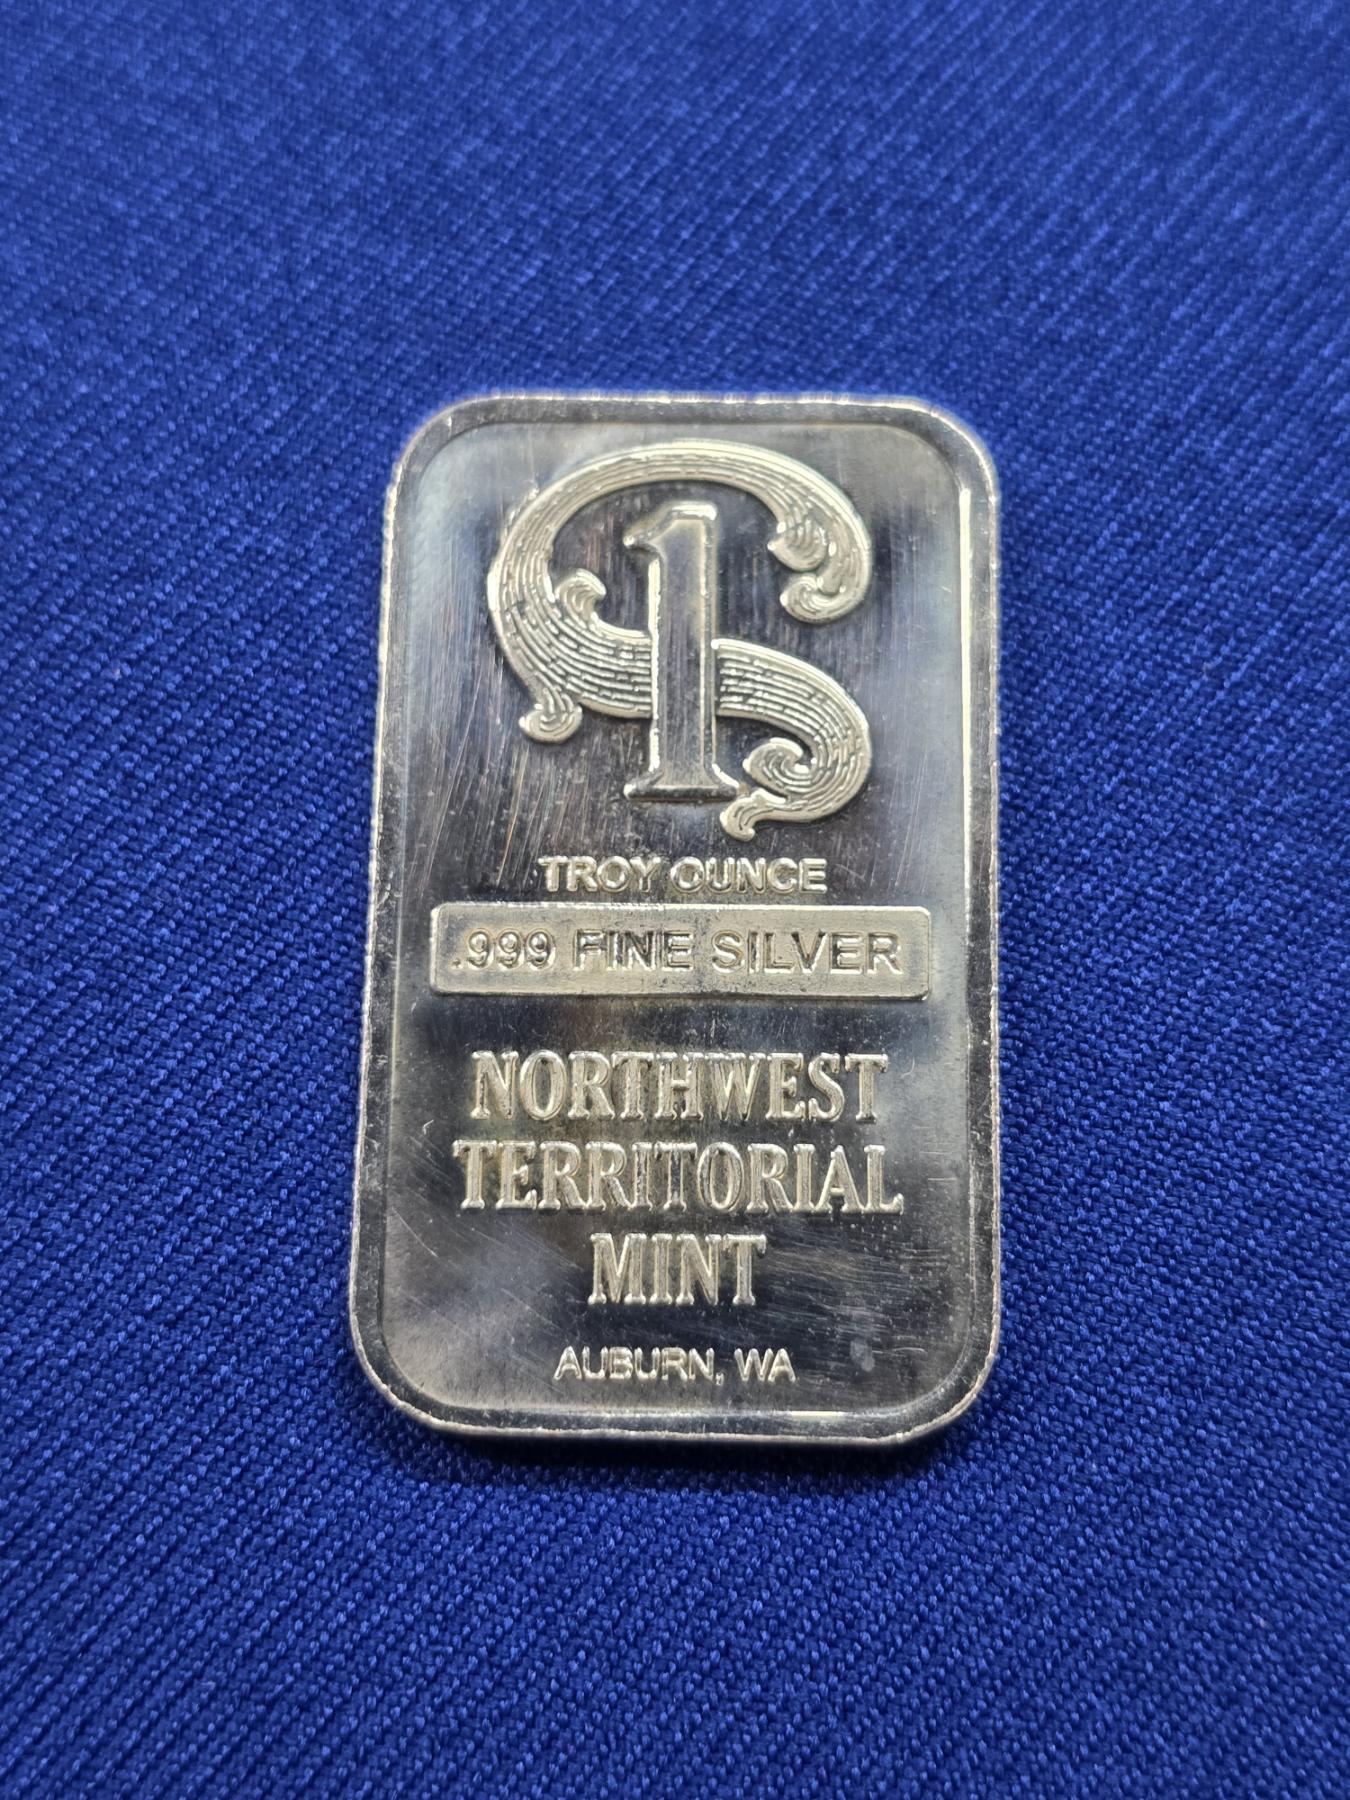 1
TROY OUNCE
.999 FINE SILVER
NORTHWEST
TERRITORIAL
MINT
AUBURN, WA